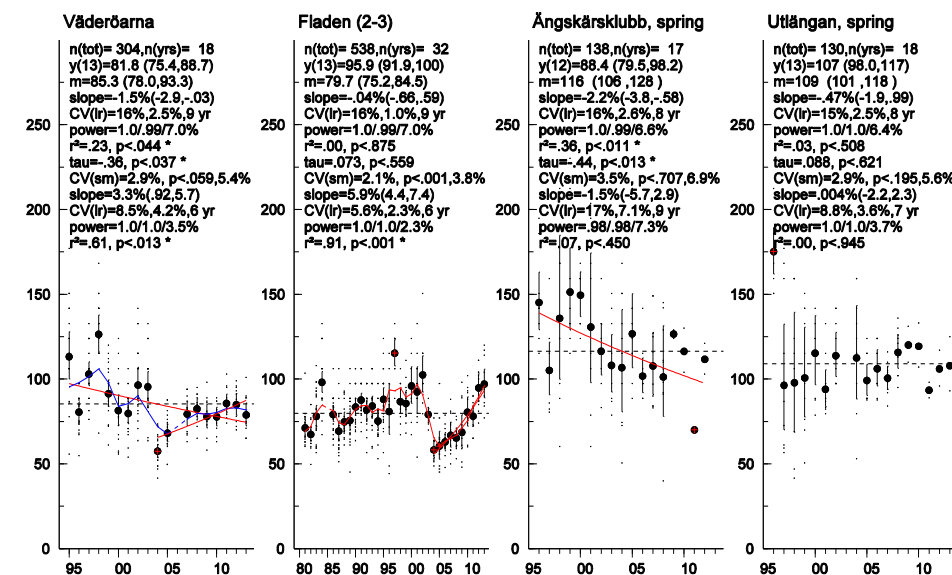 Väderöarna
n(tot)= 304,n(yrs)= 18
y(13)=81.8 (75.4,88.7)
m=85.3 (78.0,93.3)
slope=-1.5%(-2.9,-.03)
CV(lr)=16%,2.5%,9 yr
power=1.0/.99/7.0%
r²=.23, p<.044 *
tau=-.36, p<.037 *
CV(sm)=2.9%, p<.059,5.4%
slope=3.3%(.92,5.7)
CV(lr)=8.5%,4.2%,6 yr
power=1.0/1.0/3.5%
r²=.61, p<.013 *
250
200
150
100
50
0
95 00 05 10
Fladen (2-3)
n(tot)= 538,n(yrs)= 32
y(13)=95.9 (91.9,100)
m=79.7 (75.2,84.5)
slope=-.04%(-.66,.59)
CV(lr)=16%,1.0%,9 yr
power=1.0/.99/7.0%
r²=.00, p<.875
tau=.073, p<.559
CV(sm)=2.1%, p<.001,3.8%
slope=5.9%(4.4,7.4)
CV(lr)=5.6%,2.3%,6 yr
power=1.0/1.0/2.3%
r²=.91, p<.001 *
250
200
150
100
50
0
80 85 90 95 00 05 10
Ängskärsklubb, spring
n(tot)= 138,n(yrs)= 17
y(12)=88.4 (79.5,98.2)
m=116 (106 ,128 )
slope=-2.2%(-3.8,-.58)
CV(lr)=16%,2.6%,8 yr
power=1.0/.99/6.6%
r²=.36, p<.011 *
tau=-.44, p<.013 *
CV(sm)=3.5%, p<.707,6.9%
slope=-1.5%(-5.7,2.9)
CV(lr)=17%,7.1%,9 yr
power=.98/.98/7.3%
r²=.07, p<.450
250
200
150
100
50
0
95 00 05 10
Utlängan, spring
n(tot)= 130,n(yrs)= 18
y(13)=107 (98.0,117)
m=109 (101 ,118 )
slope=-.47%(-1.9,.99)
CV(lr)=15%,2.5%,8 yr
power=1.0/1.0/6.4%
r²=.03, p<.508
tau=.088, p<.621
CV(sm)=2.9%, p<.195,5.6%
slope=.004%(-2.2,2.3)
CV(lr)=8.8%,3.6%,7 yr
power=1.0/1.0/3.7%
r²=.00, p<.945
250
200
150
100
50
0
95 00 05 10